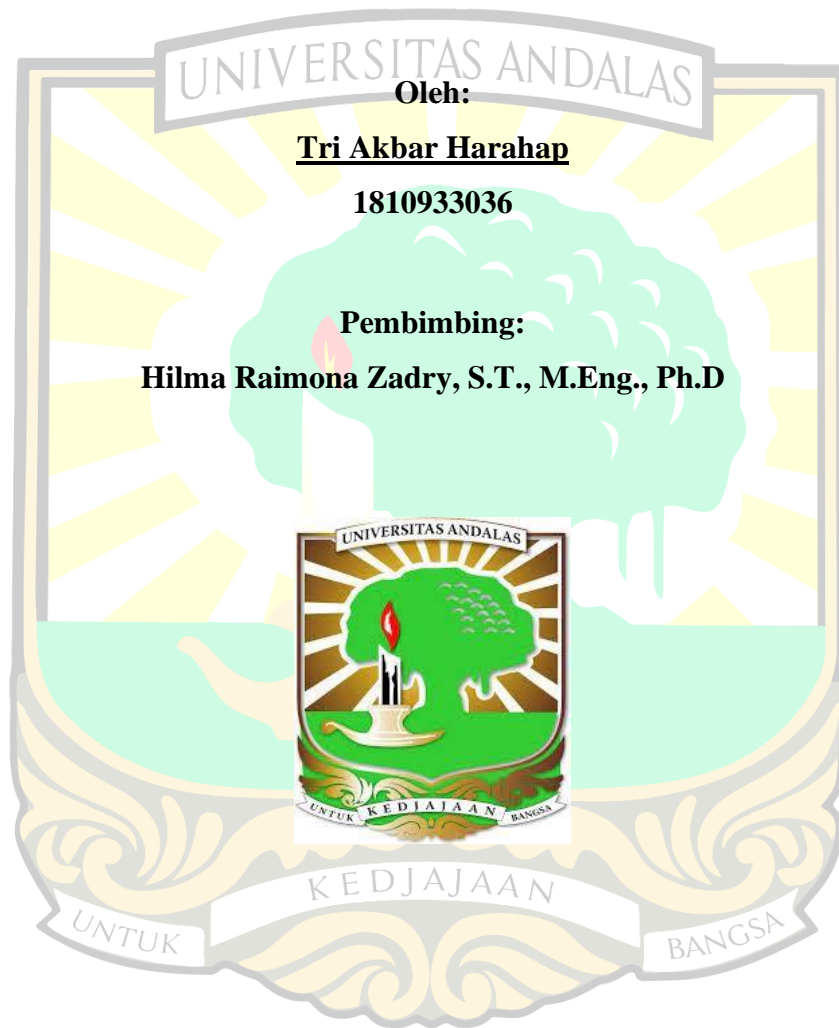 UNIVERSITAS ANDALAS
Oleh:
Tri Akbar Harahap
1810933036
Pembimbing:
Hilma Raimona Zadry, S.T., M.Eng., Ph.D
UNIVERSITAS ANDALAS
UNTUK KEDJAJAAN BANGSA
UNTUK KEDJAJAAN BANGSA